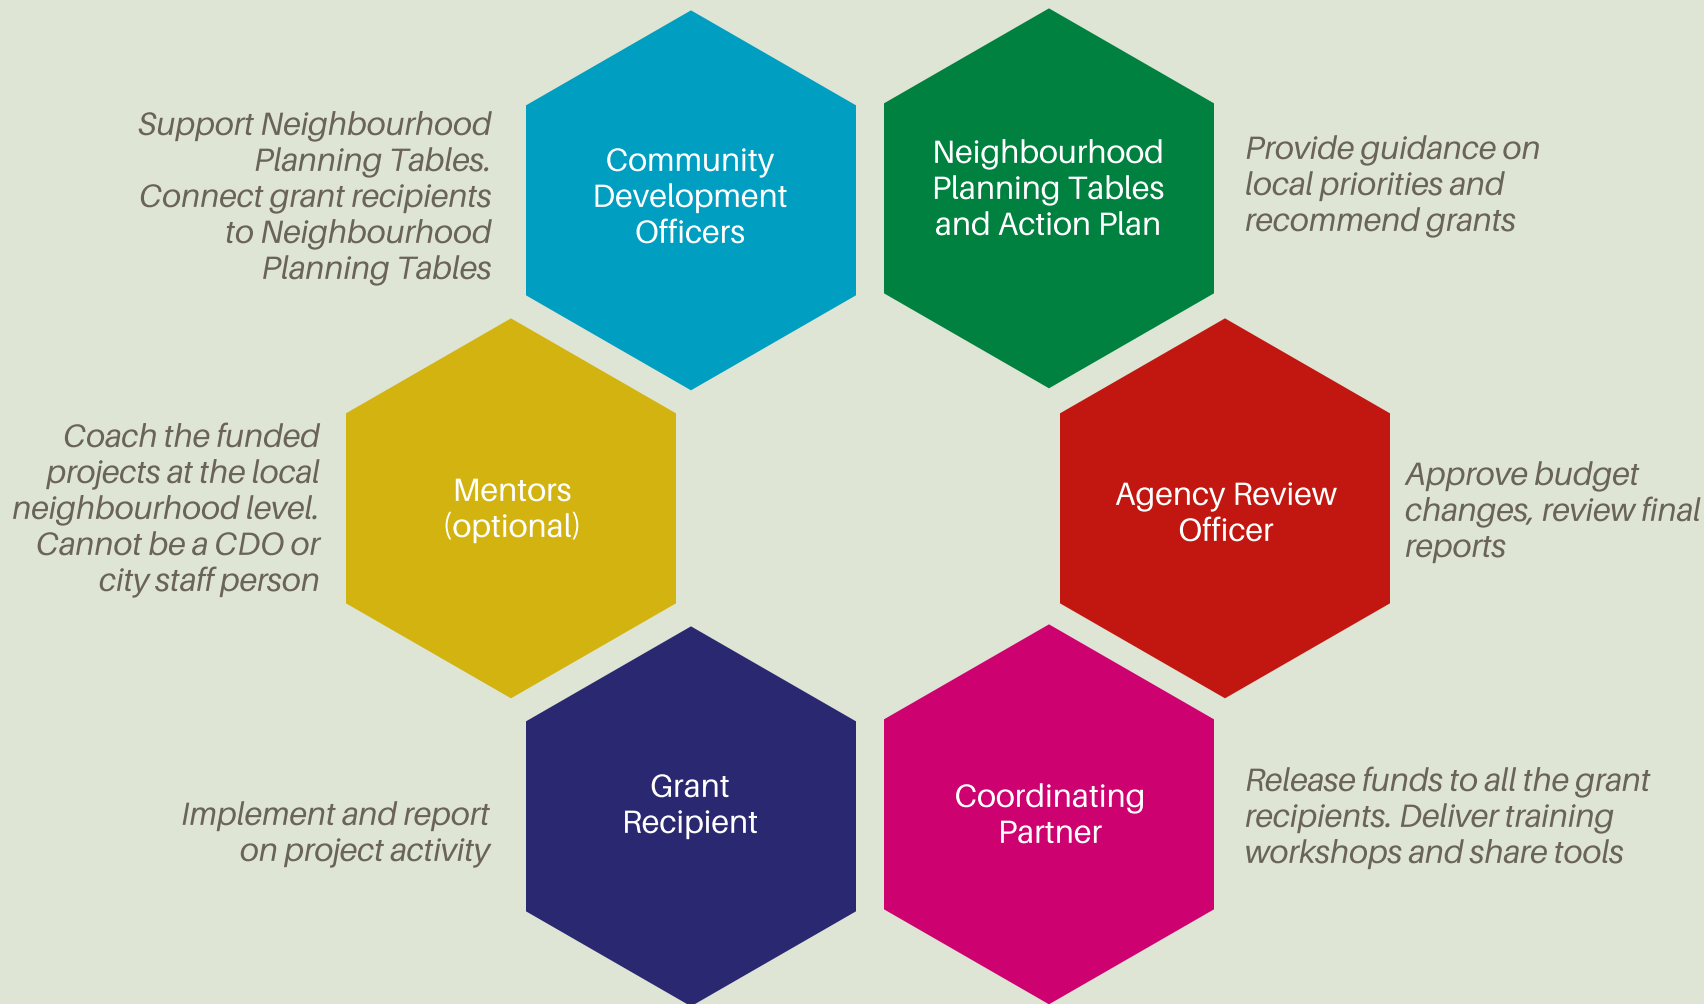 Support Neighbourhood
Planning Tables.
Connect grant recipients
to Neighbourhood
Planning Tables
Community
Development
Officers
Neighbourhood
Planning Tables
and Action Plan
Provide guidance on
local priorities and
recommend grants
Coach the funded
projects at the local
neighbourhood level.
Cannot be a CDO or
city staff person
Mentors
(optional)
Agency Review
Officer
Approve budget
changes, review final
reports
Implement and report
on project activity
Grant
Recipient
Coordinating
Partner
Release funds to all the grant
recipients. Deliver training
workshops and share tools